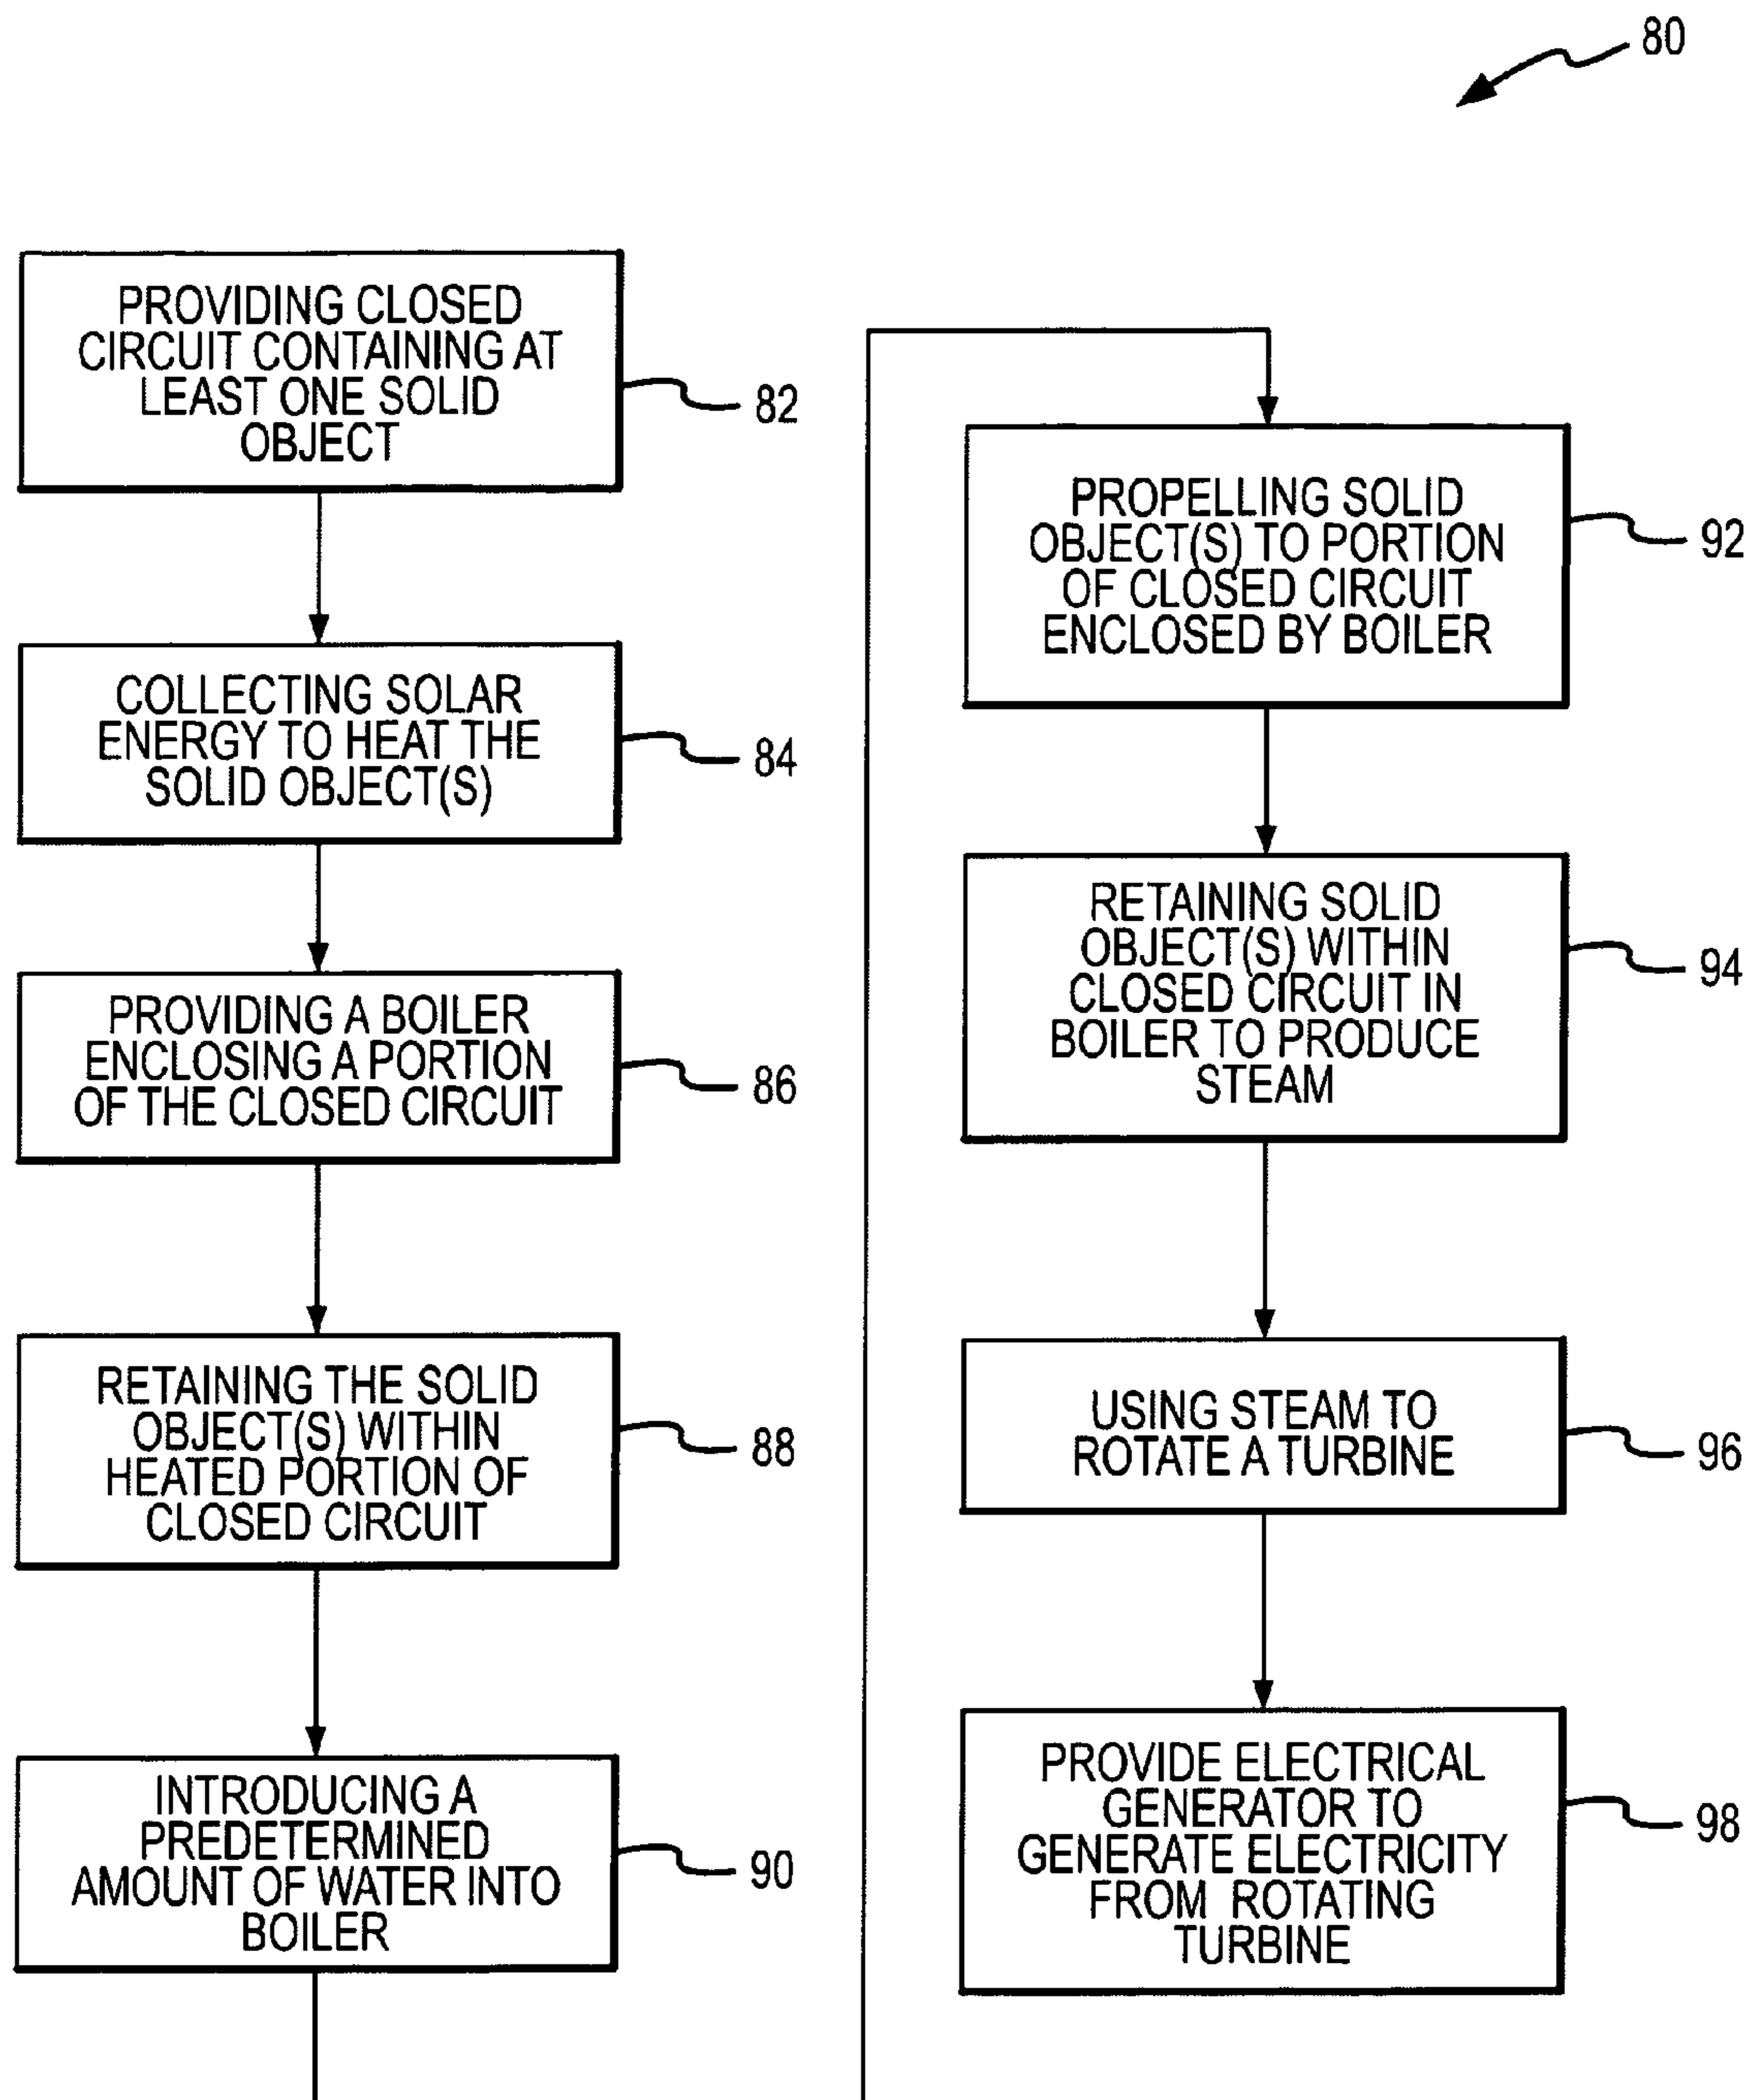 80
PROVIDING CLOSED
CIRCUIT CONTAINING AT
LEAST ONE SOLID
OBJECT
82
COLLECTING SOLAR
ENERGY TO HEAT THE
SOLID OBJECT(S)
84
PROVIDING A BOILER
ENCLOSING A PORTION
OF THE CLOSED CIRCUIT
86
RETAINING THE SOLID
OBJECT(S) WITHIN
HEATED PORTION OF
CLOSED CIRCUIT
88
INTRODUCING A
PREDETERMINED
AMOUNT OF WATER INTO
BOILER
90
PROPELLING SOLID
OBJECT(S) TO PORTION
OF CLOSED CIRCUIT
ENCLOSED BY BOILER
92
RETAINING SOLID
OBJECT(S) WITHIN
CLOSED CIRCUIT IN
BOILER TO PRODUCE
STEAM
94
USING STEAM TO
ROTATE A TURBINE
96
PROVIDE ELECTRICAL
GENERATOR TO
GENERATE ELECTRICITY
FROM ROTATING
TURBINE
98